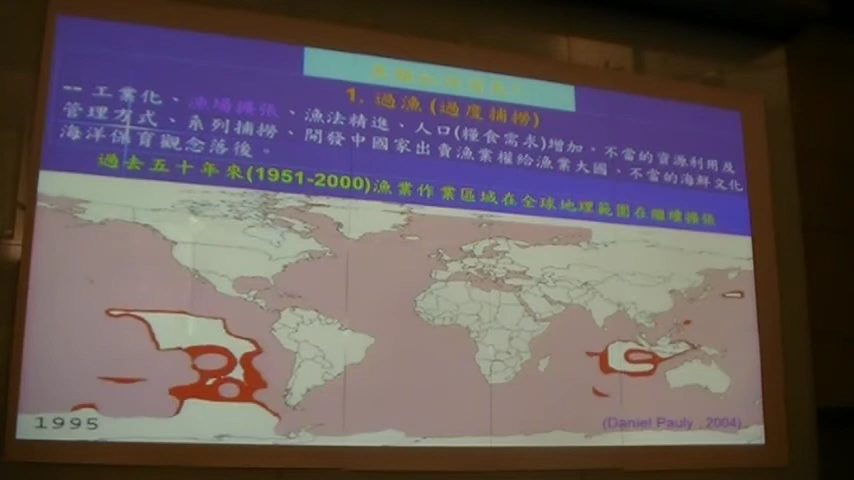 1. 過漁 (過度捕撈)
-- 工業化、漁場擴張、漁法精進、人口(糧食需求)增加、不當的資源利用及
管理方式、系列捕撈、開發中國家出賣漁業權給漁業大國、不當的海鮮文化
海洋保育觀念落後。
過去五十年來(1951-2000)漁業作業區域在全球地理範圍在繼續擴張
1995
(Daniel Pauly , 2004)